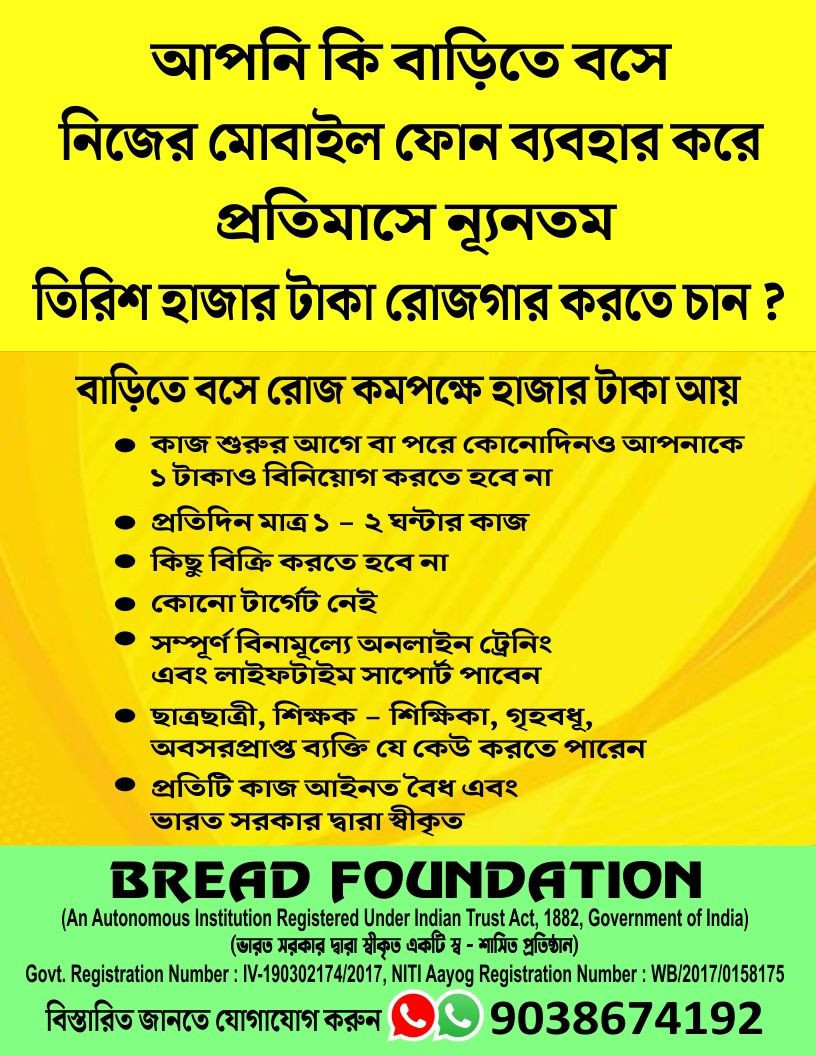 আপনি কি বাড়িতে বসে
নিজের মোবাইল ফোন ব্যবহার করে
প্রতিমাসে ন্যূনতম
তিরিশ হাজার টাকা রোজগার করতে চান ?
বাড়িতে বসে রোজ কমপক্ষে হাজার টাকা আয়
• কাজ শুরুর আগে বা পরে কোনোদিনও আপনাকে
১ টাকাও বিনিয়োগ করতে হবে না
• প্রতিদিন মাত্র ১ – ২ ঘন্টার কাজ
• কিছু বিক্রি করতে হবে না
• কোনো টার্গেট নেই
• সম্পূর্ণ বিনামূল্যে অনলাইন ট্রেনিং
এবং লাইফটাইম সাপোর্ট পাবেন
• ছাত্রছাত্রী, শিক্ষক – শিক্ষিকা, গৃহবধূ,
অবসরপ্রাপ্ত ব্যক্তি যে কেউ করতে পারেন
• প্রতিটি কাজ আইনত বৈধ এবং
ভারত সরকার দ্বারা স্বীকৃত
BREAD FOUNDATION
(An Autonomous Institution Registered Under Indian Trust Act, 1882, Government of India)
(ভারত সরকার দ্বারা স্বীকৃত একটি স্ব - শাসিত প্রতিষ্ঠান)
Govt. Registration Number : IV-190302174/2017, NITI Aayog Registration Number : WB/2017/0158175
বিস্তারিত জানতে যোগাযোগ করুন 9038674192